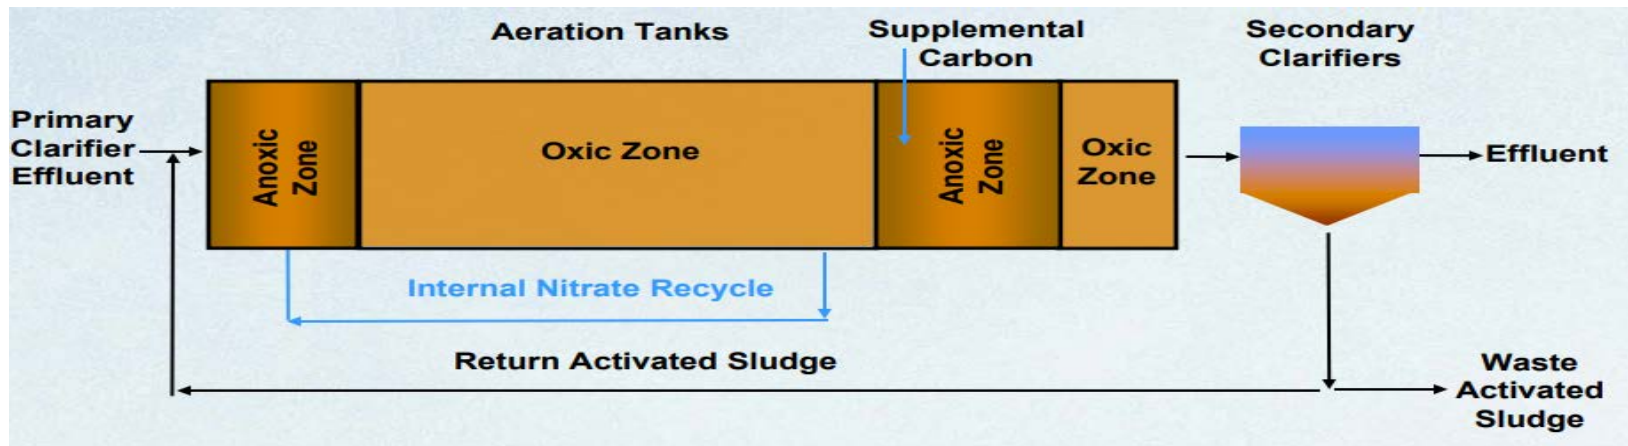 Aeration Tanks
Supplemental
Carbon
Secondary
Clarifiers
Primary
Clarifier
Effluent
Anoxic
Zone
Oxic Zone
Anoxic
Zone
Oxic
Zone
Effluent
Internal Nitrate Recycle
Return Activated Sludge
Waste
Activated
Sludge